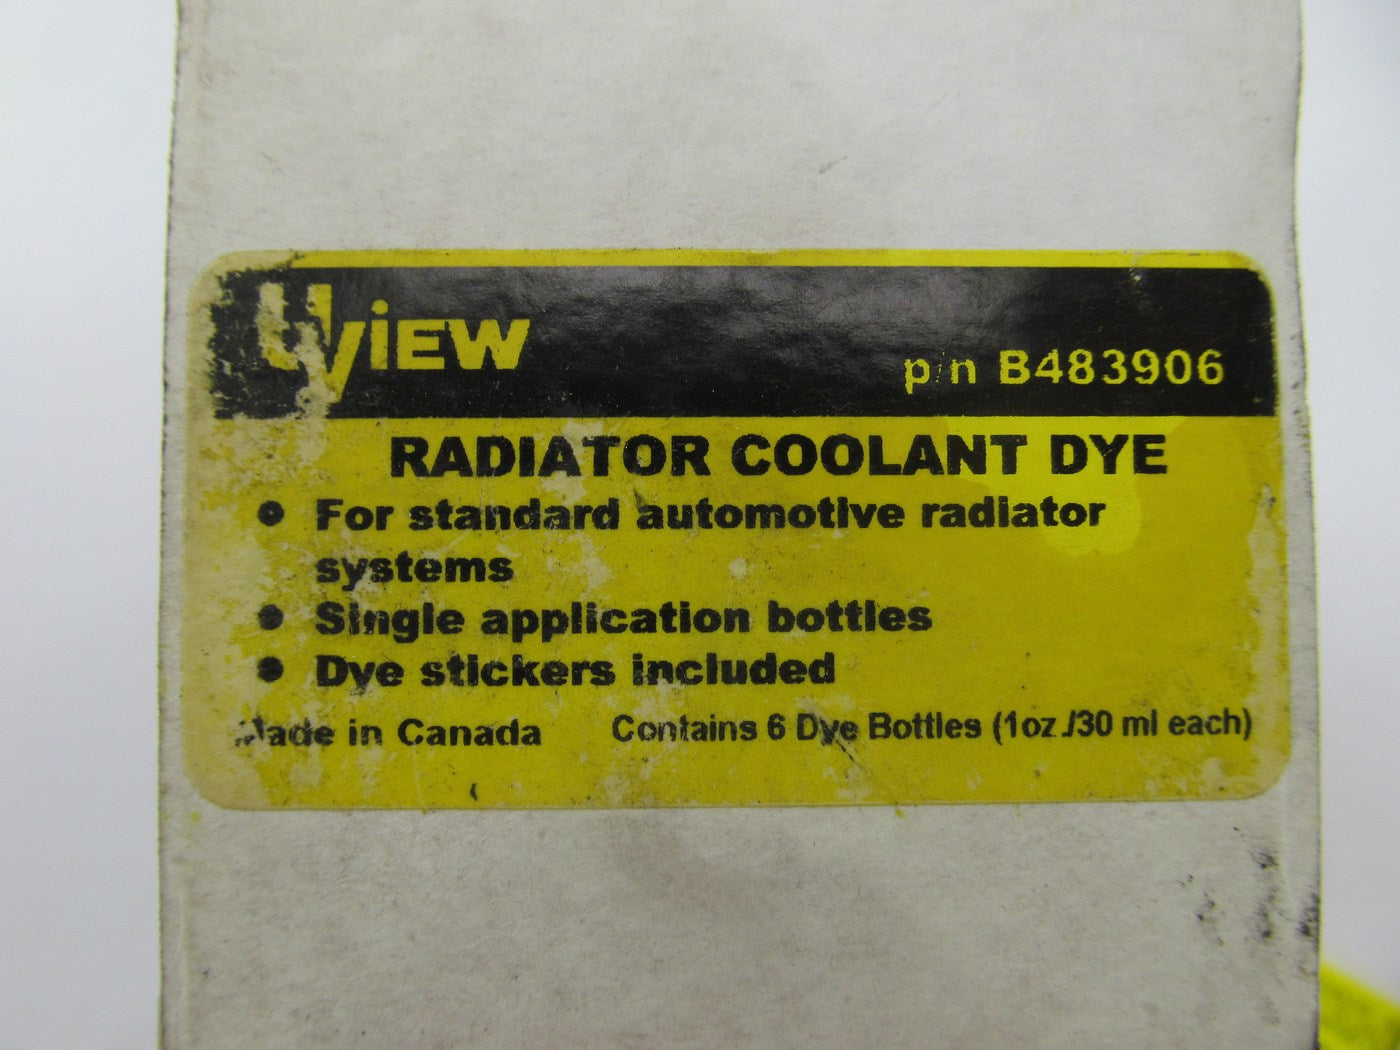 UView
p/n B483906
RADIATOR COOLANT DYE
• For standard automotive radiator
systems
• Single application bottles
• Dye stickers included
Made in Canada Contains 6 Dye Bottles (1oz./30 ml each)